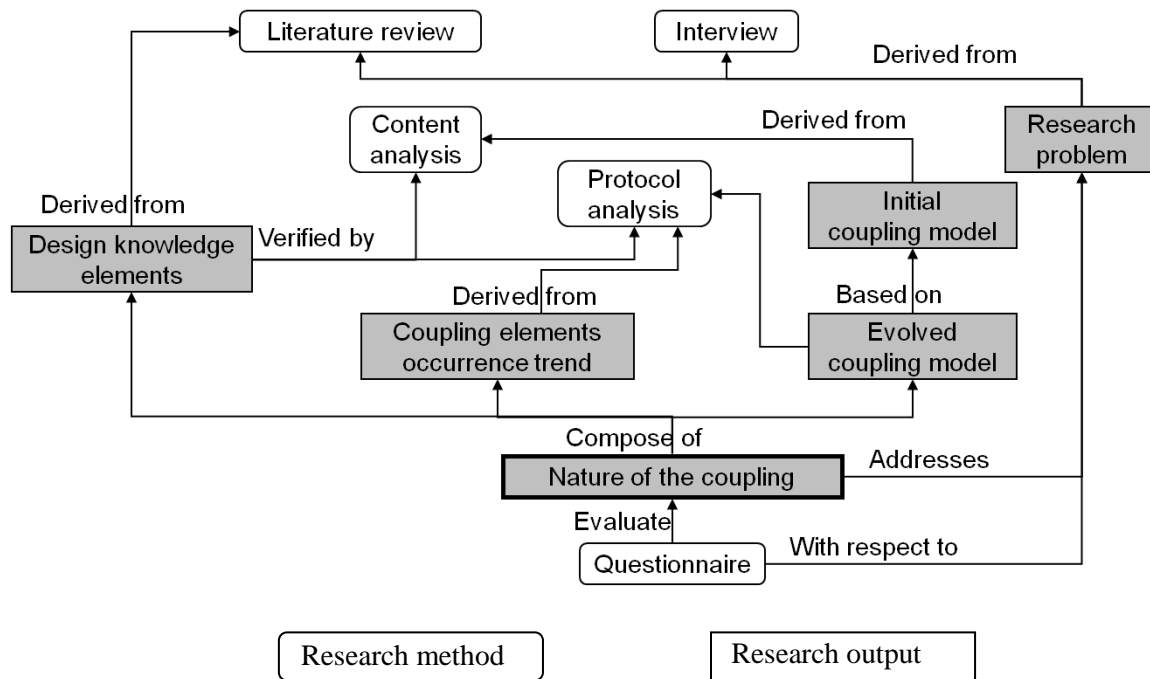 Literature review
Interview
Derived from
Content
analysis
Derived from
Research
problem
Protocol
analysis
Initial
coupling model
Derived from
Design knowledge
elements
Verified by
Derived from
Based on
Coupling elements
occurrence trend
Evolved
coupling model
Compose of
Nature of the coupling
Addresses
Evaluate
Questionnaire
With respect to
Research method
Research output